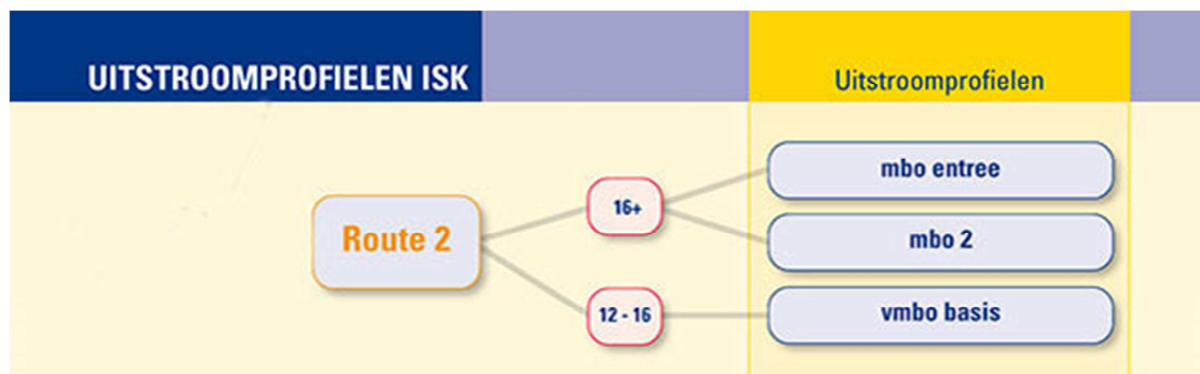 UITSTROOMPROFIELEN ISK
Uitstroomprofielen
mbo entree
16+
Route 2
mbo 2
12 - 16
vmbo basis